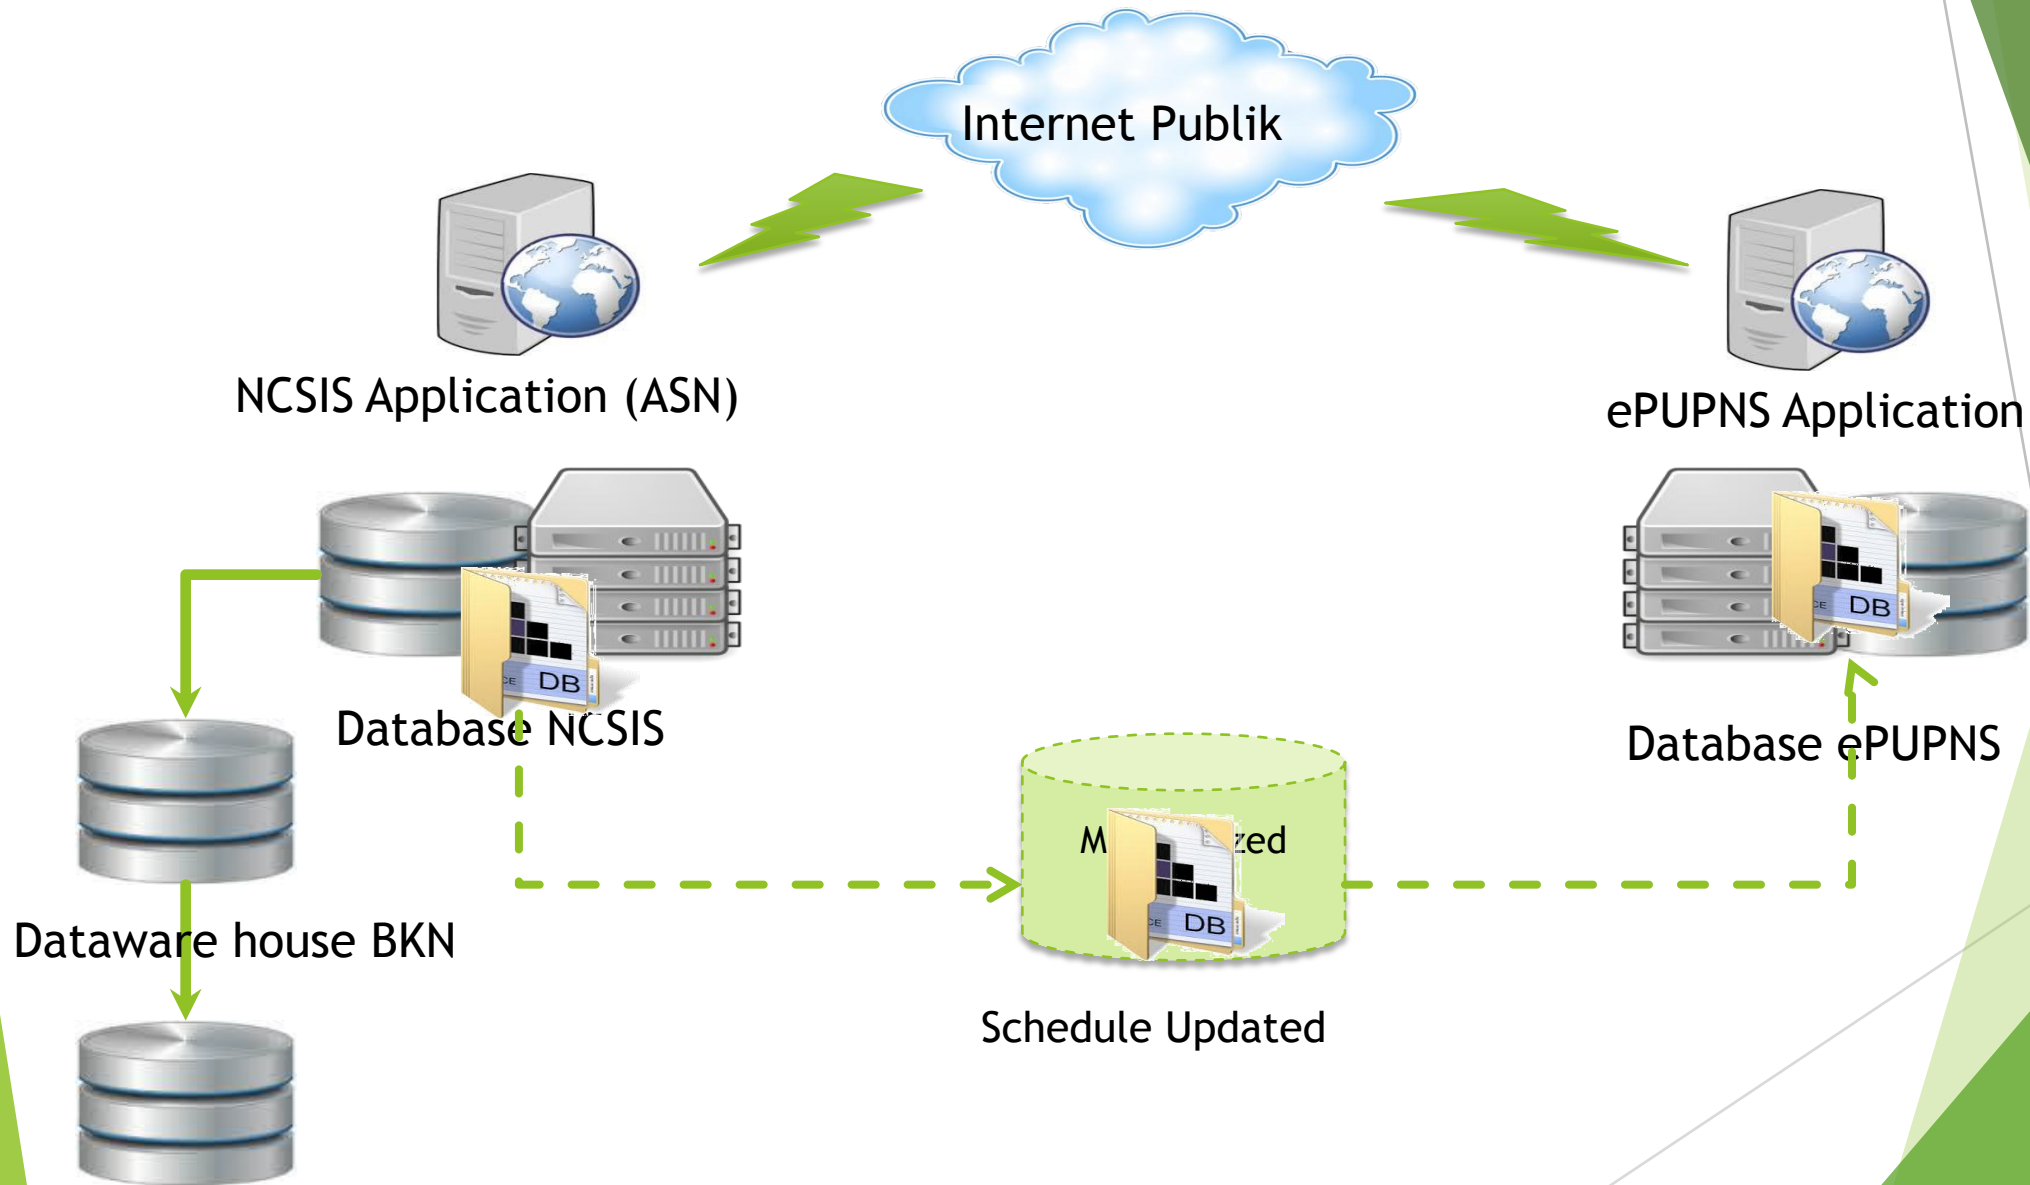 Internet Publik
NCSIS Application (ASN)
ePUPNS Application
DB
Database NCSIS
DB
Database ePUPNS
DB
Dataware house BKN
Schedule Updated